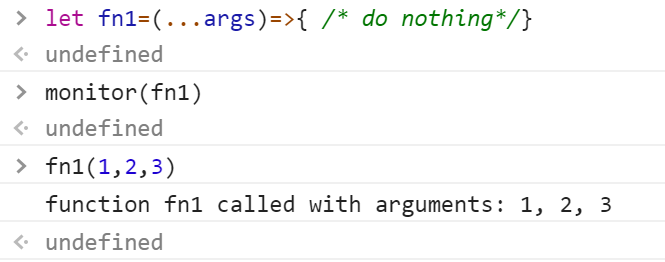 > let fn1=(...args)=>{ /* do nothing*/}
<· undefined
> monitor(fn1)
<· undefined
> fn1(1,2,3)
function fn1 called with arguments: 1, 2, 3
<· undefined